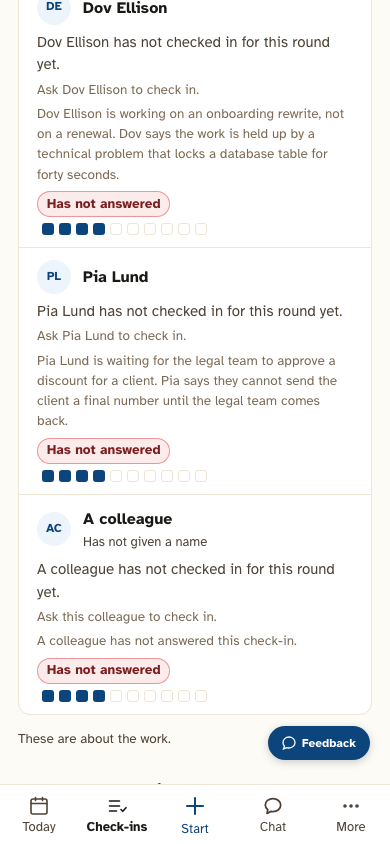 DE
Dov Ellison
Dov Ellison has not checked in for this round
yet.
Ask Dov Ellison to check in.
Dov Ellison is working on an onboarding rewrite, not
on a renewal. Dov says the work is held up by a
technical problem that locks a database table for
forty seconds.
Has not answered
PL
Pia Lund
Pia Lund has not checked in for this round yet.
Ask Pia Lund to check in.
Pia Lund is waiting for the legal team to approve a
discount for a client. Pia says they cannot send the
client a final number until the legal team comes
back.
Has not answered
AC
A colleague
Has not given a name
A colleague has not checked in for this round
yet.
Ask this colleague to check in.
A colleague has not answered this check-in.
Has not answered
These are about the work.
Feedback
Today
Check-ins
Start
Chat
More